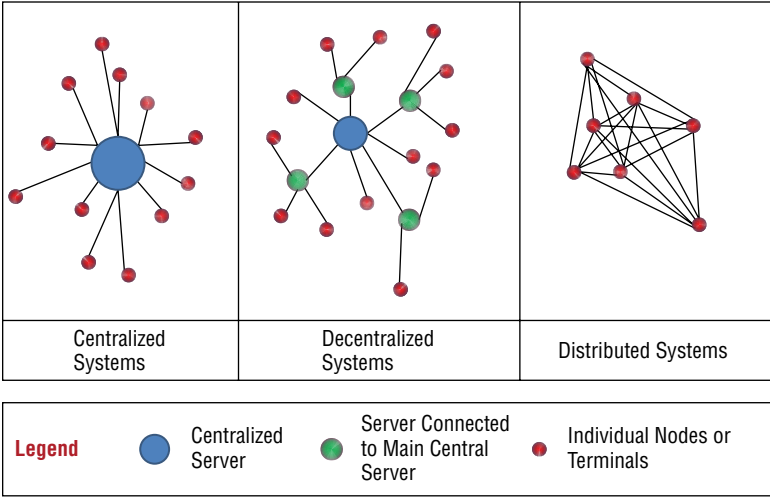 Centralized
Systems
Decentralized
Systems
Distributed Systems
Legend
Centralized
Server
Server Connected
to Main Central
Server
Individual Nodes or
Terminals